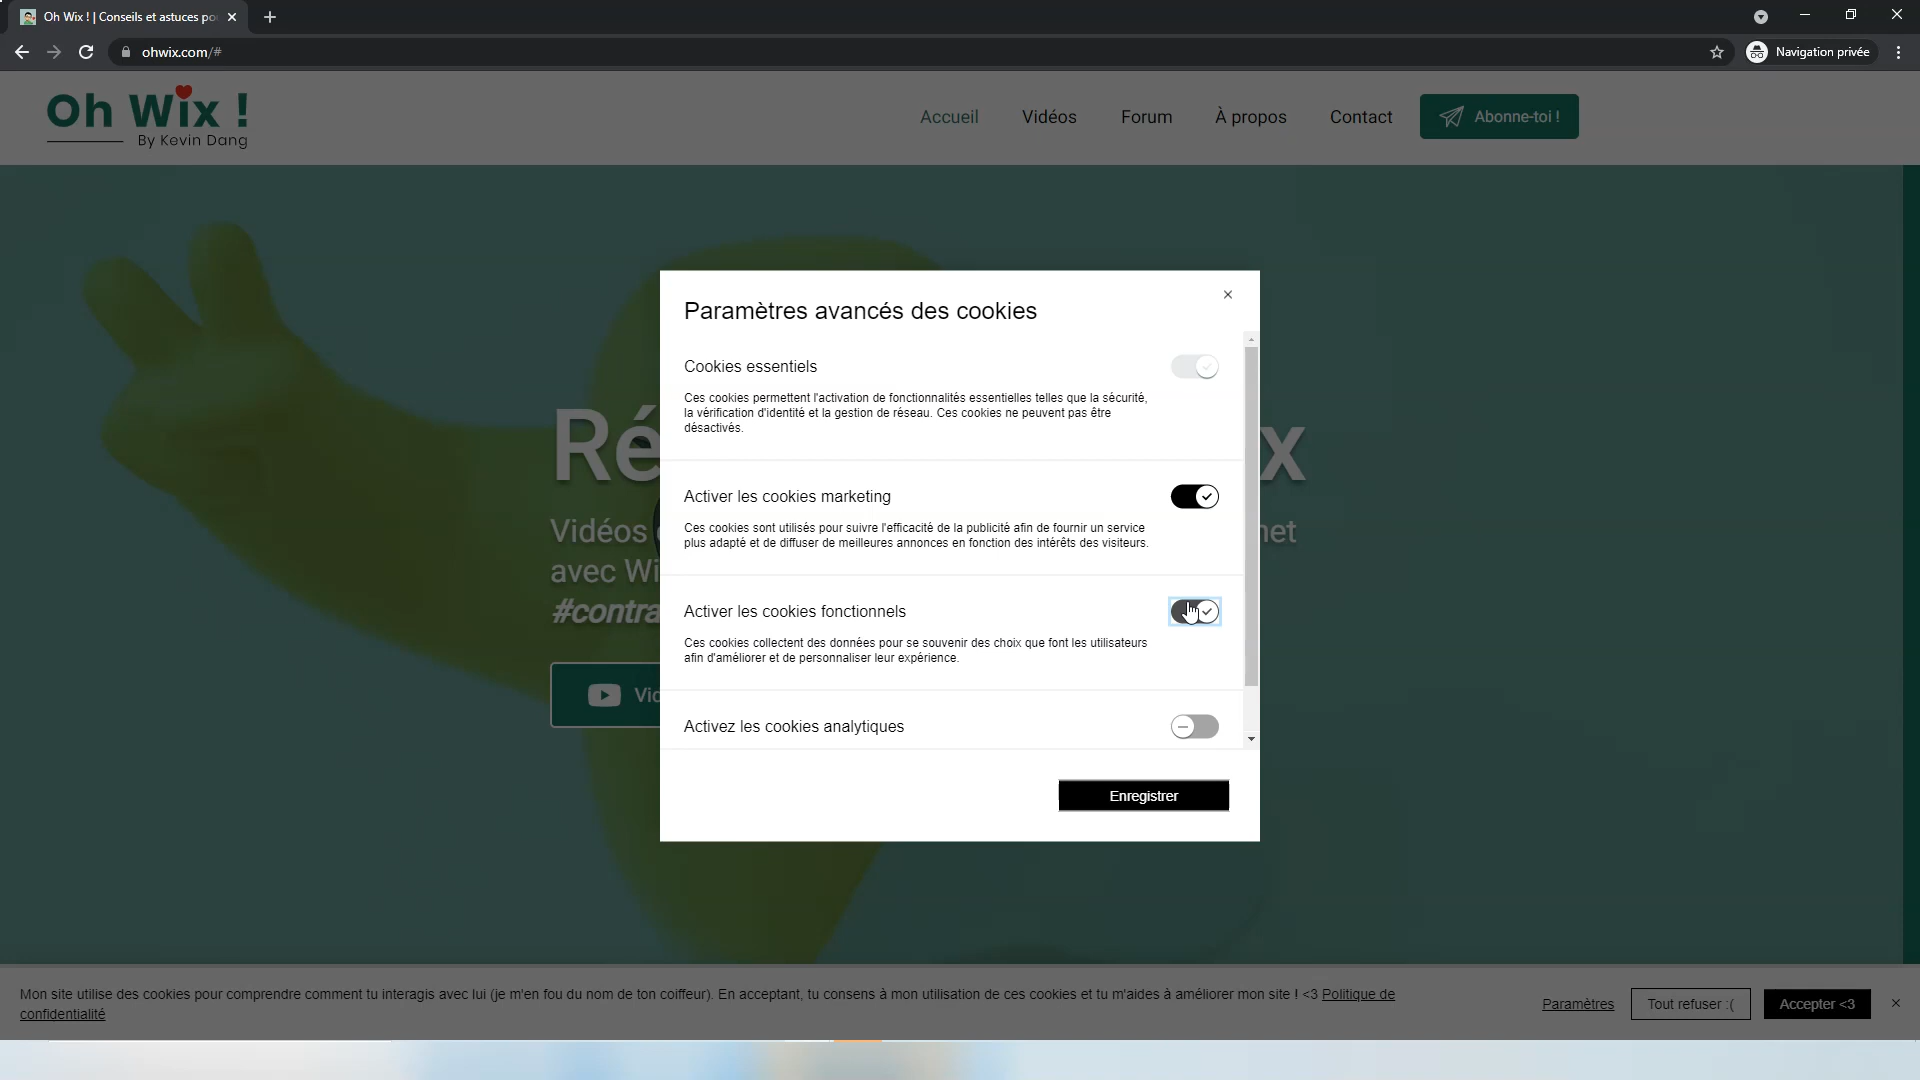 Oh Wix ! | Conseils et astuces po
ohwix.com/#
Navigation privée
Oh Wix !
By Kevin Dang
Accueil
Vidéos
Forum
À propos
Contact
Abonne-toi !
Paramètres avancés des cookies
Cookies essentiels
Ces cookies permettent l'activation de fonctionnalités essentielles telles que la sécurité,
la vérification d'identité et la gestion de réseau. Ces cookies ne peuvent pas être
désactivés.
Ré
x
Activer les cookies marketing
Vidéos
net
Ces cookies sont utilisés pour suivre l'efficacité de la publicité afin de fournir un service
plus adapté et de diffuser de meilleures annonces en fonction des intérêts des visiteurs.
avec Wi
#contra
Activer les cookies fonctionnels
Ces cookies collectent des données pour se souvenir des choix que font les utilisateurs
afin d'améliorer et de personnaliser leur expérience.
Vid
Activez les cookies analytiques
Enregistrer
Mon site utilise des cookies pour comprendre comment tu interagis avec lui (je m'en fou du nom de ton coiffeur). En acceptant, tu consens à mon utilisation de ces cookies et tu m'aides à améliorer mon site ! <3 Politique de
confidentialité
Paramètres
Tout refuser :(
Accepter <3